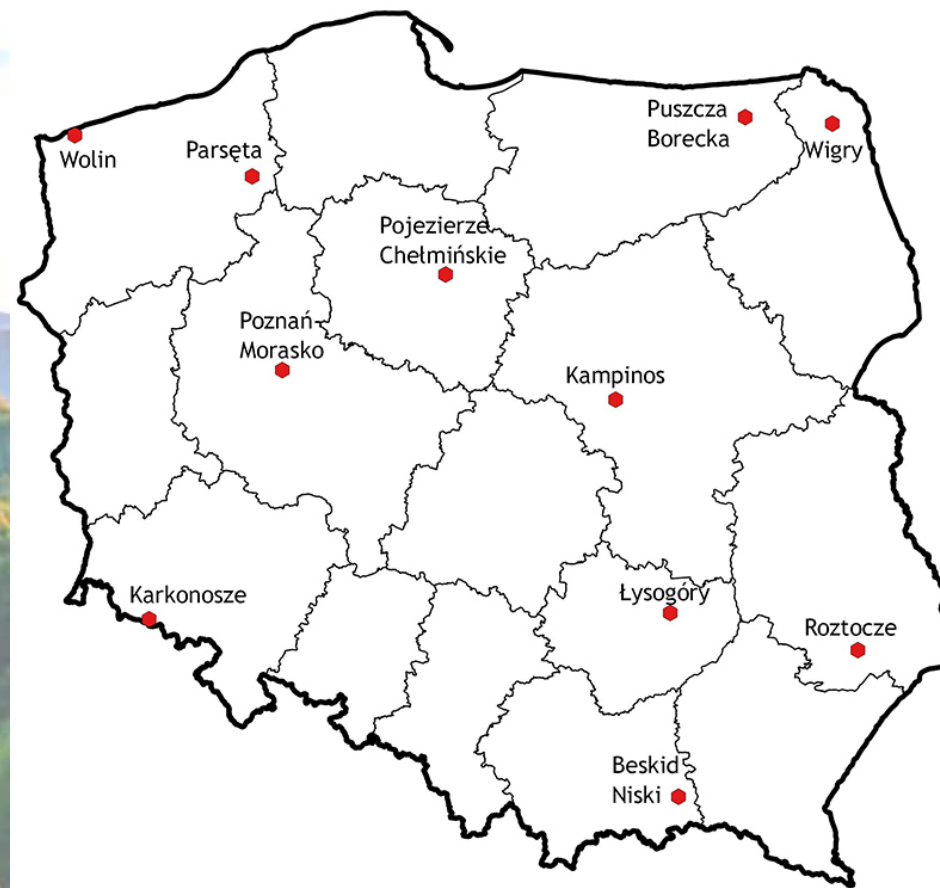 Puszcza
Borecka
Wigry
Wolin
Parsęta
Pojezierze
Chełmińskie
Poznań-
Morasko
Kampinos
Karkonosze
Łysogóry
Roztocze
Beskid
Niski